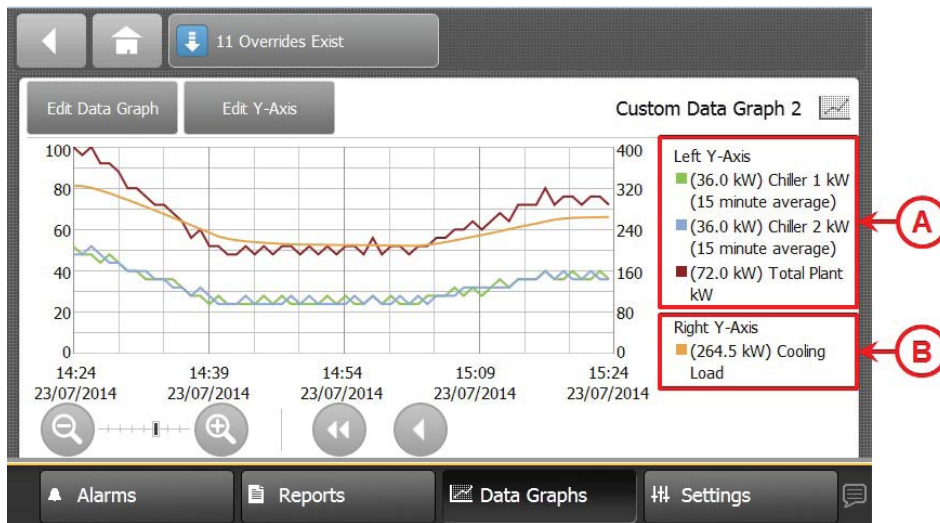 11 Overrides Exist
Edit Data Graph
Edit Y-Axis
Custom Data Graph 2
100
80
60
40
20
0
400
320
240
160
80
0
14:24
23/07/2014
14:39
23/07/2014
14:54
23/07/2014
15:09
23/07/2014
15:24
23/07/2014
Left Y-Axis
(36.0 kW) Chiller 1 kW
(15 minute average)
(36.0 kW) Chiller 2 kW
(15 minute average)
(72.0 kW) Total Plant
kW
A
Right Y-Axis
(264.5 kW) Cooling
Load
B
Alarms
Reports
Data Graphs
Settings